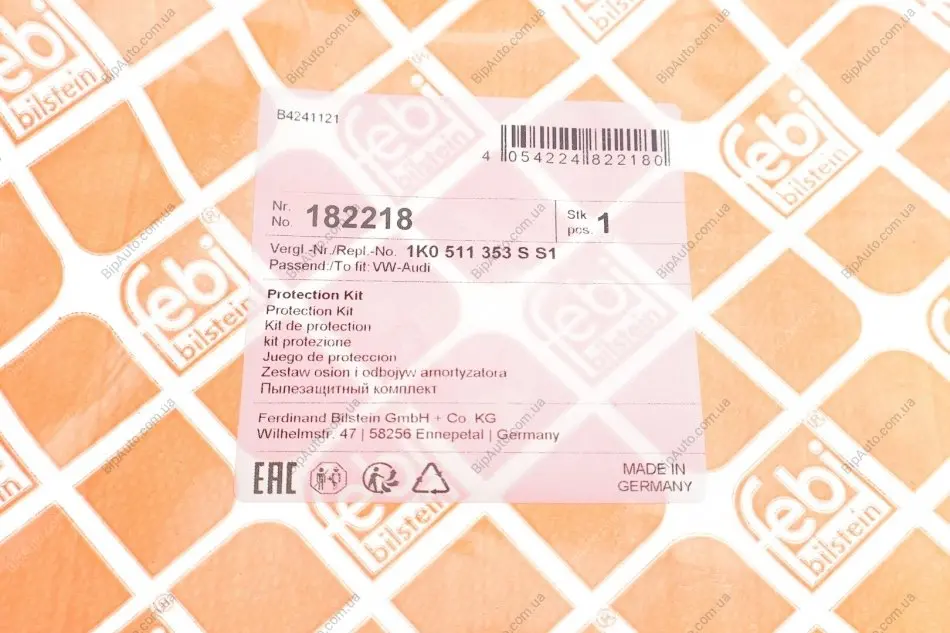 B4241121
4 054224 822180
Nr.
No. 182218
Stk
pcs. 1
Vergl.-Nr./Repl.-No. 1K0 511 353 S S1
Passend:/To fit: VW-Audi
Protection Kit
Protection Kit
Kit de protection
kit protezione
Juego de proteccion
Zestaw osion i odbojyw amortyzatora
Пылезащитный комплект
Ferdinand Bilstein GmbH + Co. KG
Wilhelmstr. 47 | 58256 Ennepetal | Germany
EAC
MADE IN
GERMANY
febi
bilstein
BipAuto.com.ua